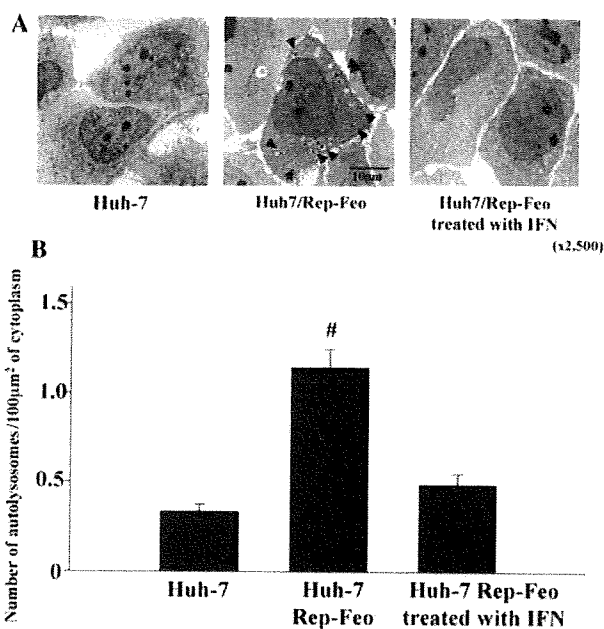 A
10μm
Huh-7
Huh7/Rep-Feo
Huh7/Rep-Feo
treated with IFN
(x2,500)
B
Number of autolysosomes/100μm² of cytoplasm
1.5
1.0
0.5
0
#
Huh-7
Huh-7
Rep-Feo
Huh-7 Rep-Feo
treated with IFN